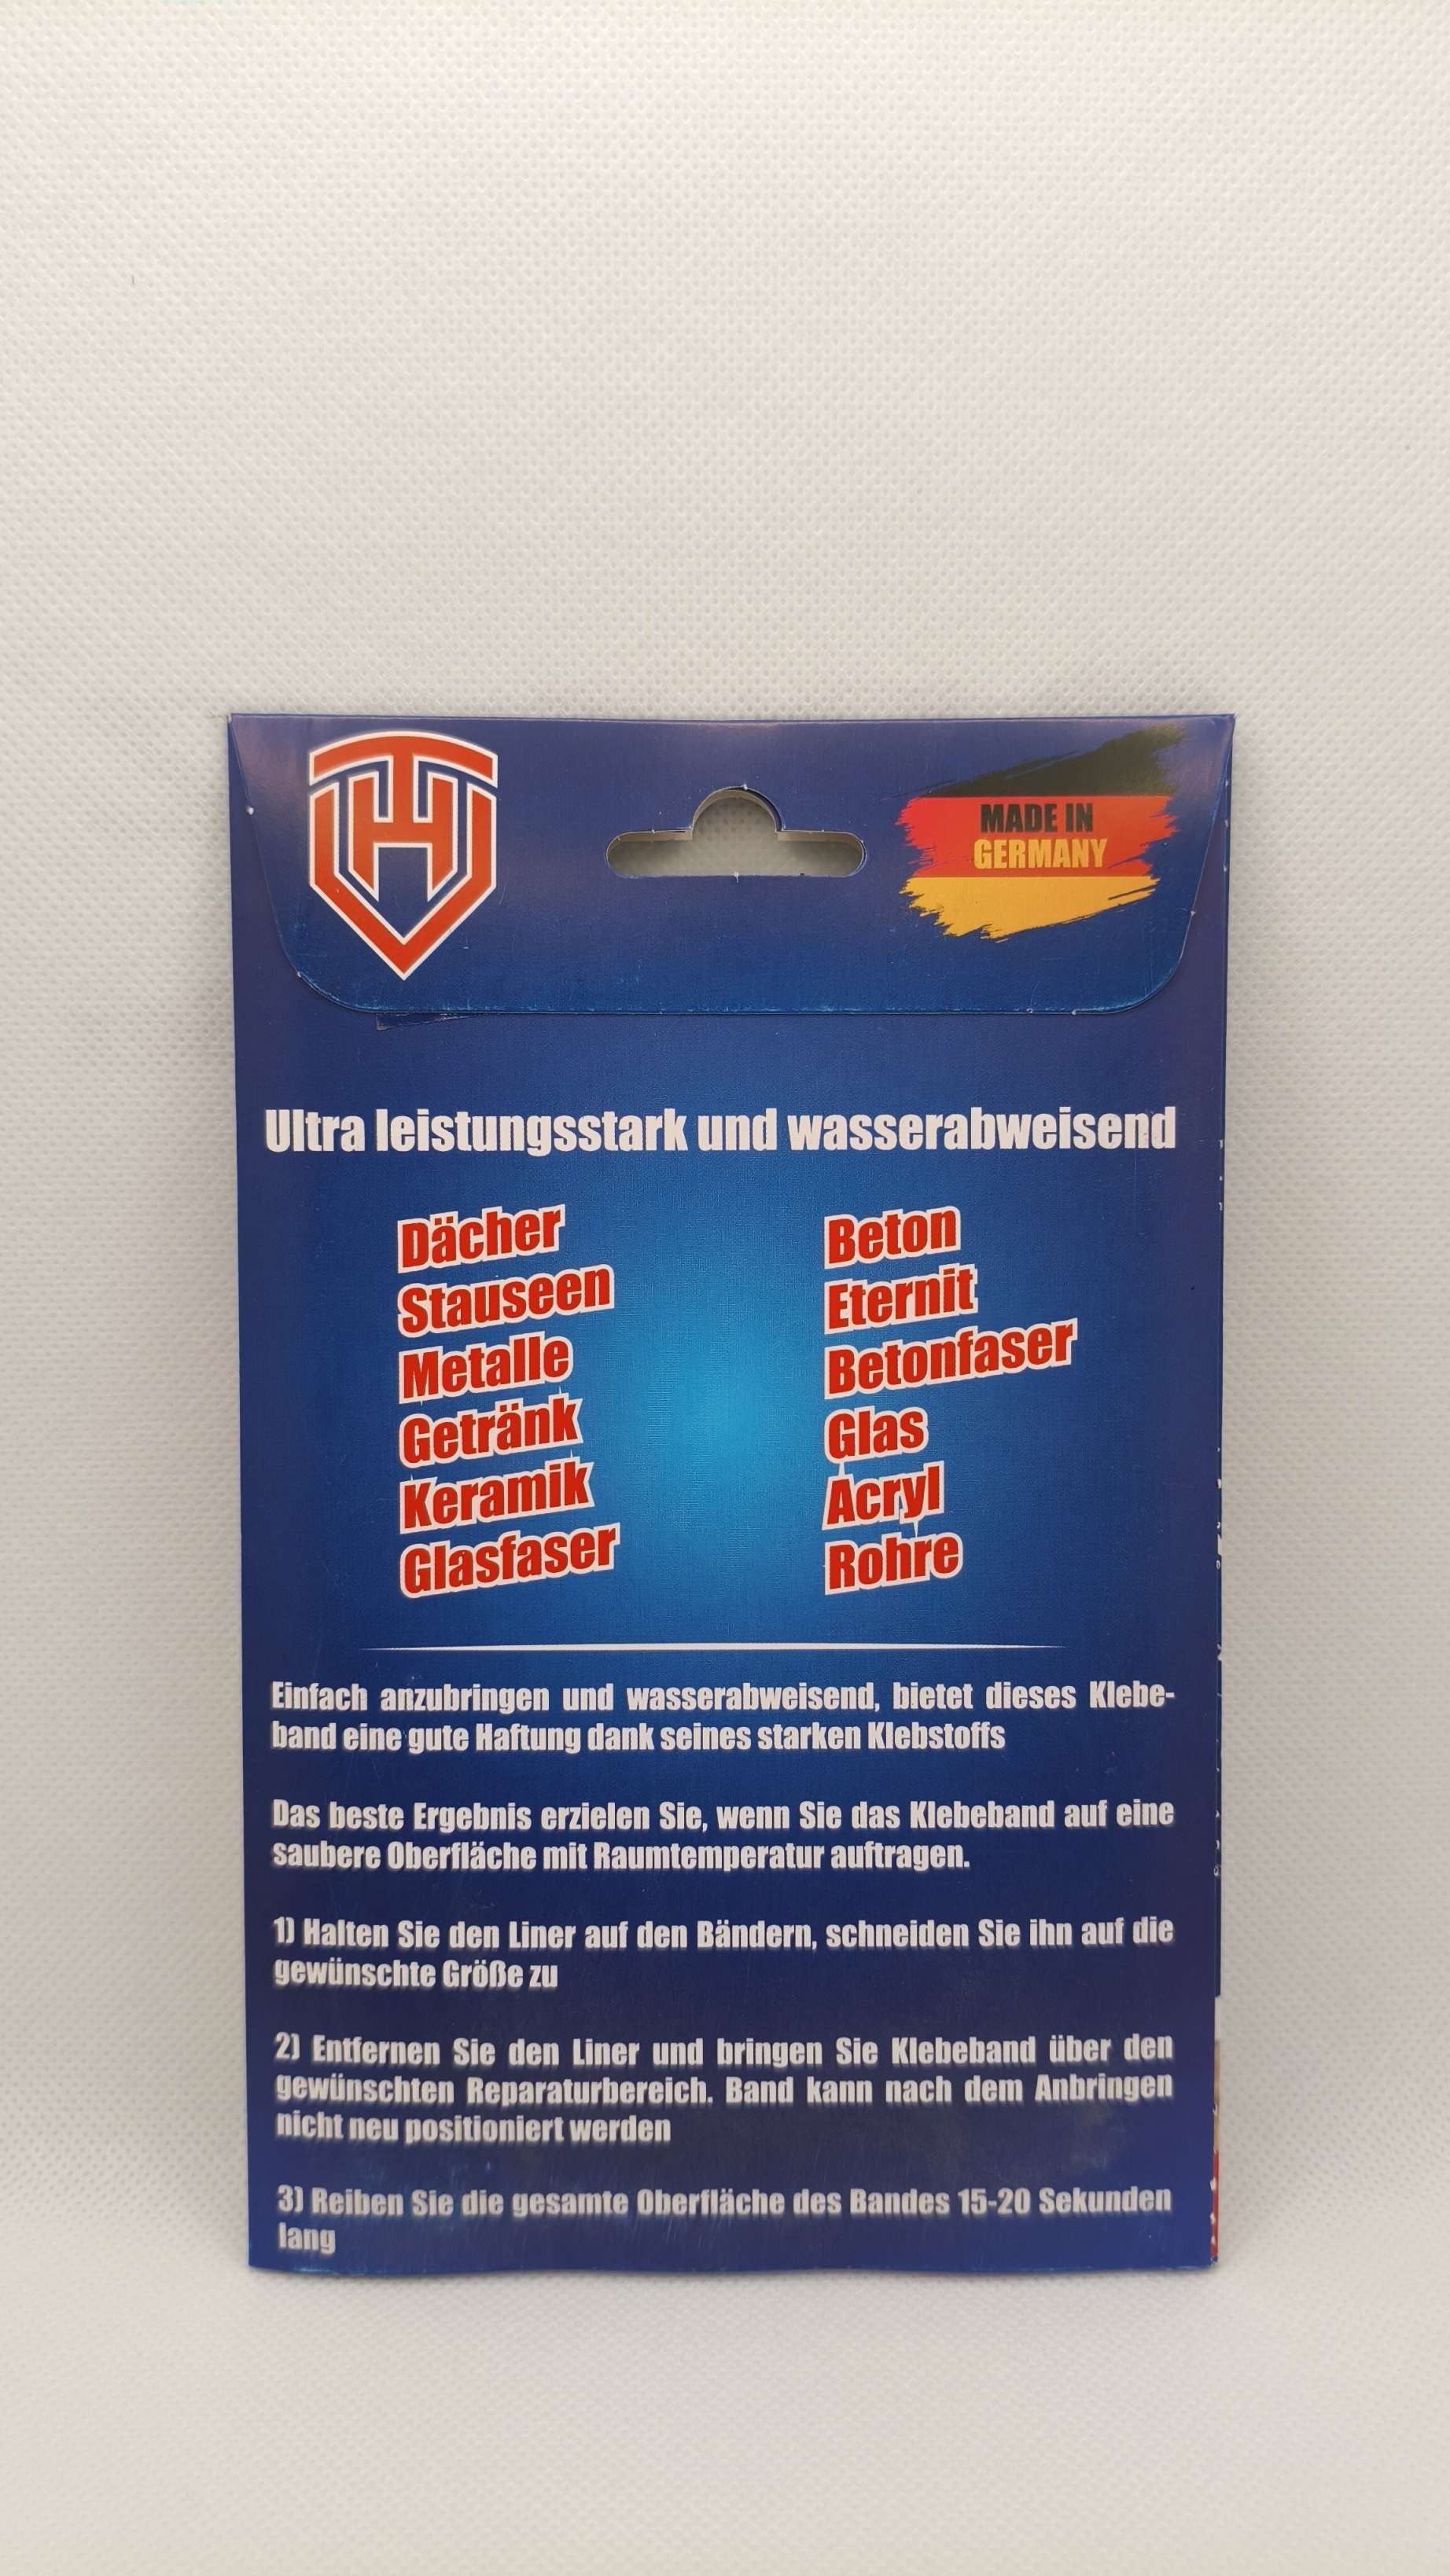 TH
MADE IN
GERMANY
Ultra leistungsstark und wasserabweisend
Dächer
Stauseen
Metalle
Getränk
Keramik
Glasfaser
Beton
Eternit
Betonfaser
Glas
Acryl
Rohre
Einfach anzubringen und wasserabweisend, bietet dieses Klebe-
band eine gute Haftung dank seines starken Klebstoffs
Das beste Ergebnis erzielen Sie, wenn Sie das Klebeband auf eine
saubere Oberfläche mit Raumtemperatur auftragen.
1) Halten Sie den Liner auf den Bändern, schneiden Sie ihn auf die
gewünschte Größe zu
2) Entfernen Sie den Liner und bringen Sie Klebeband über den
gewünschten Reparaturbereich. Band kann nach dem Anbringen
nicht neu positioniert werden
3) Reiben Sie die gesamte Oberfläche des Bandes 15-20 Sekunden
lang